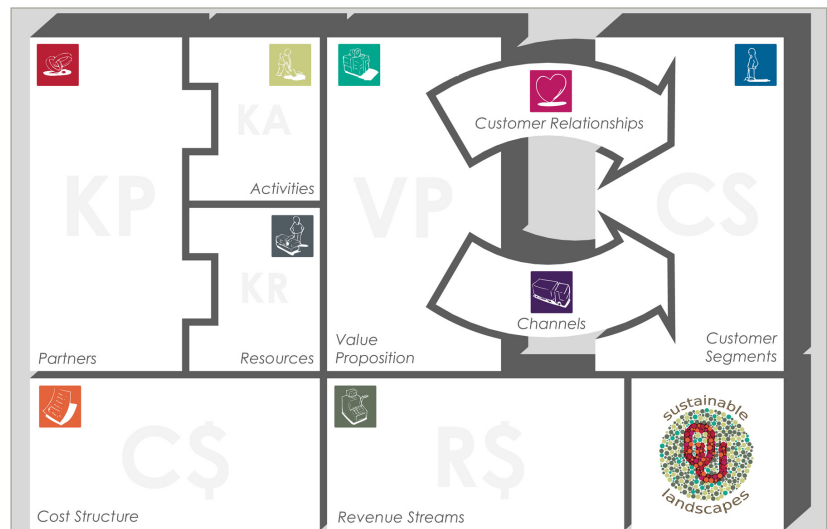 KP
Partners
KA
Activities
KR
Resources
VP
Value
Proposition
Customer Relationships
Channels
CS
Customer
Segments
C$
Cost Structure
R$
Revenue Streams
sustainable
OU
landscapes